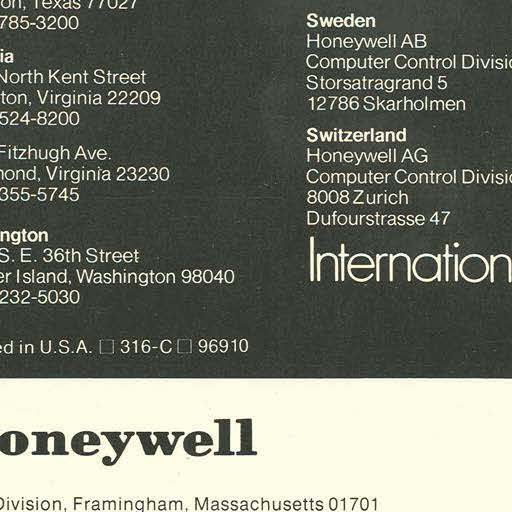 on, Texas 77027
785-3200
ia
North Kent Street
ton, Virginia 22209
524-8200
Fitzhugh Ave.
mond, Virginia 23230
355-5745
ngton
S. E. 36th Street
er Island, Washington 98040
232-5030
ed in U.S.A. □ 316-C □ 96910
Sweden
Honeywell AB
Computer Control Divisio
Storsatragrand 5
12786 Skarholmen
Switzerland
Honeywell AG
Computer Control Divisio
8008 Zurich
Dufourstrasse 47
Internation
oneywell
Division, Framingham, Massachusetts 01701